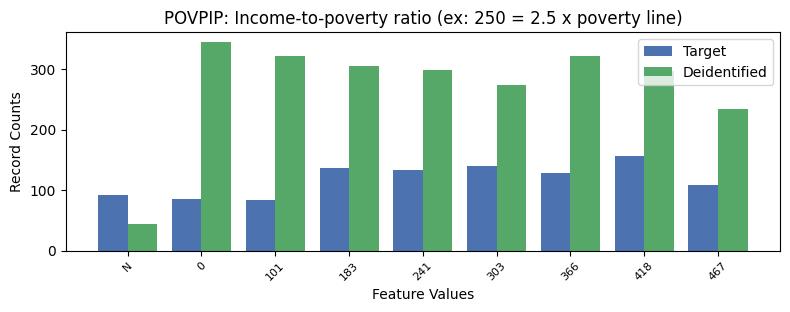 POVPIP: Income-to-poverty ratio (ex: 250 = 2.5 x poverty line)
Target
Deidentified
Record Counts
300
200
100
0
N
0
101
183
241
303
366
418
467
Feature Values